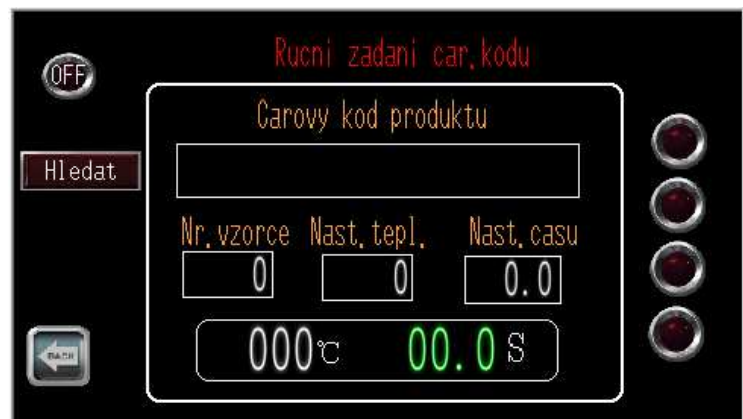 OFF
Rucni zadani car.kodu
Carovy kod produktu
Hledat
Nr.vzorce Nast.tepl. Nast.casu
0 0 0.0
000℃ 00.0 S
BACK